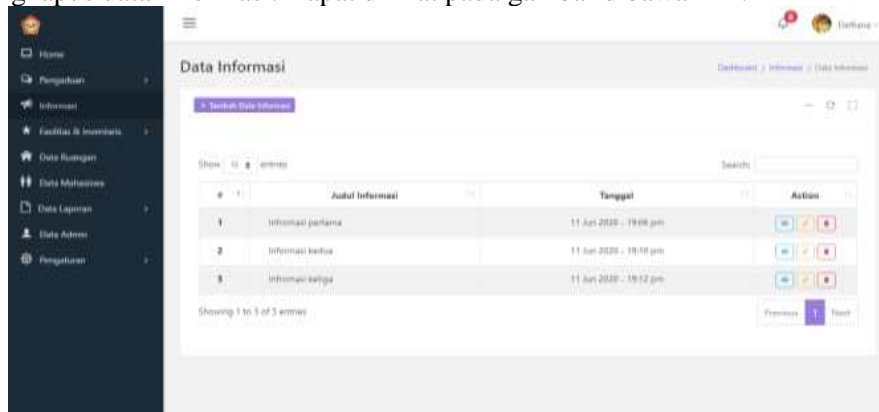 Home
Pengaduan
Informasi
Fasilitas & Inventaris
Data Ruangan
Data Mahasiswa
Data Laporan
Data Admin
Pengaturan
Data Informasi
Dashboard / Informasi / Data Informasi
+ Tambah Data Informasi
Show 10 entries
Search:
# Judul Informasi Tanggal Action
1 Informasi pertama 11 Jun 2020 - 19:09 pm
2 Informasi kedua 11 Jun 2020 - 19:10 pm
3 Informasi ketiga 11 Jun 2020 - 19:12 pm
Showing 1 to 3 of 3 entries
Previous 1 Next